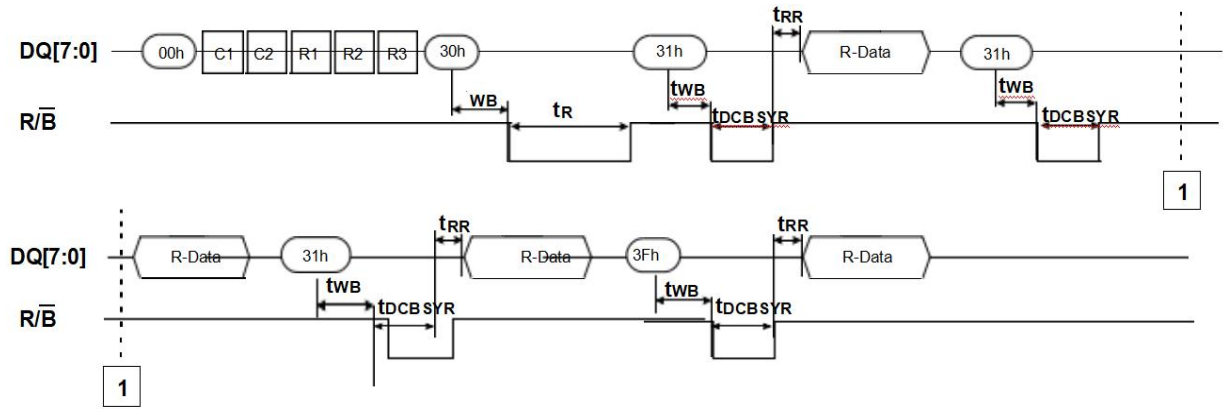 tRR
DQ[7:0] 00h C1 C2 R1 R2 R3 30h 31h R-Data 31h
WB tR tWB tDCBSYR tWB tDCBSYR
R/B̅
1
tRR tRR
DQ[7:0] R-Data 31h R-Data 3Fh R-Data
tWB tDCBSYR tWB tDCBSYR
R/B̅
1